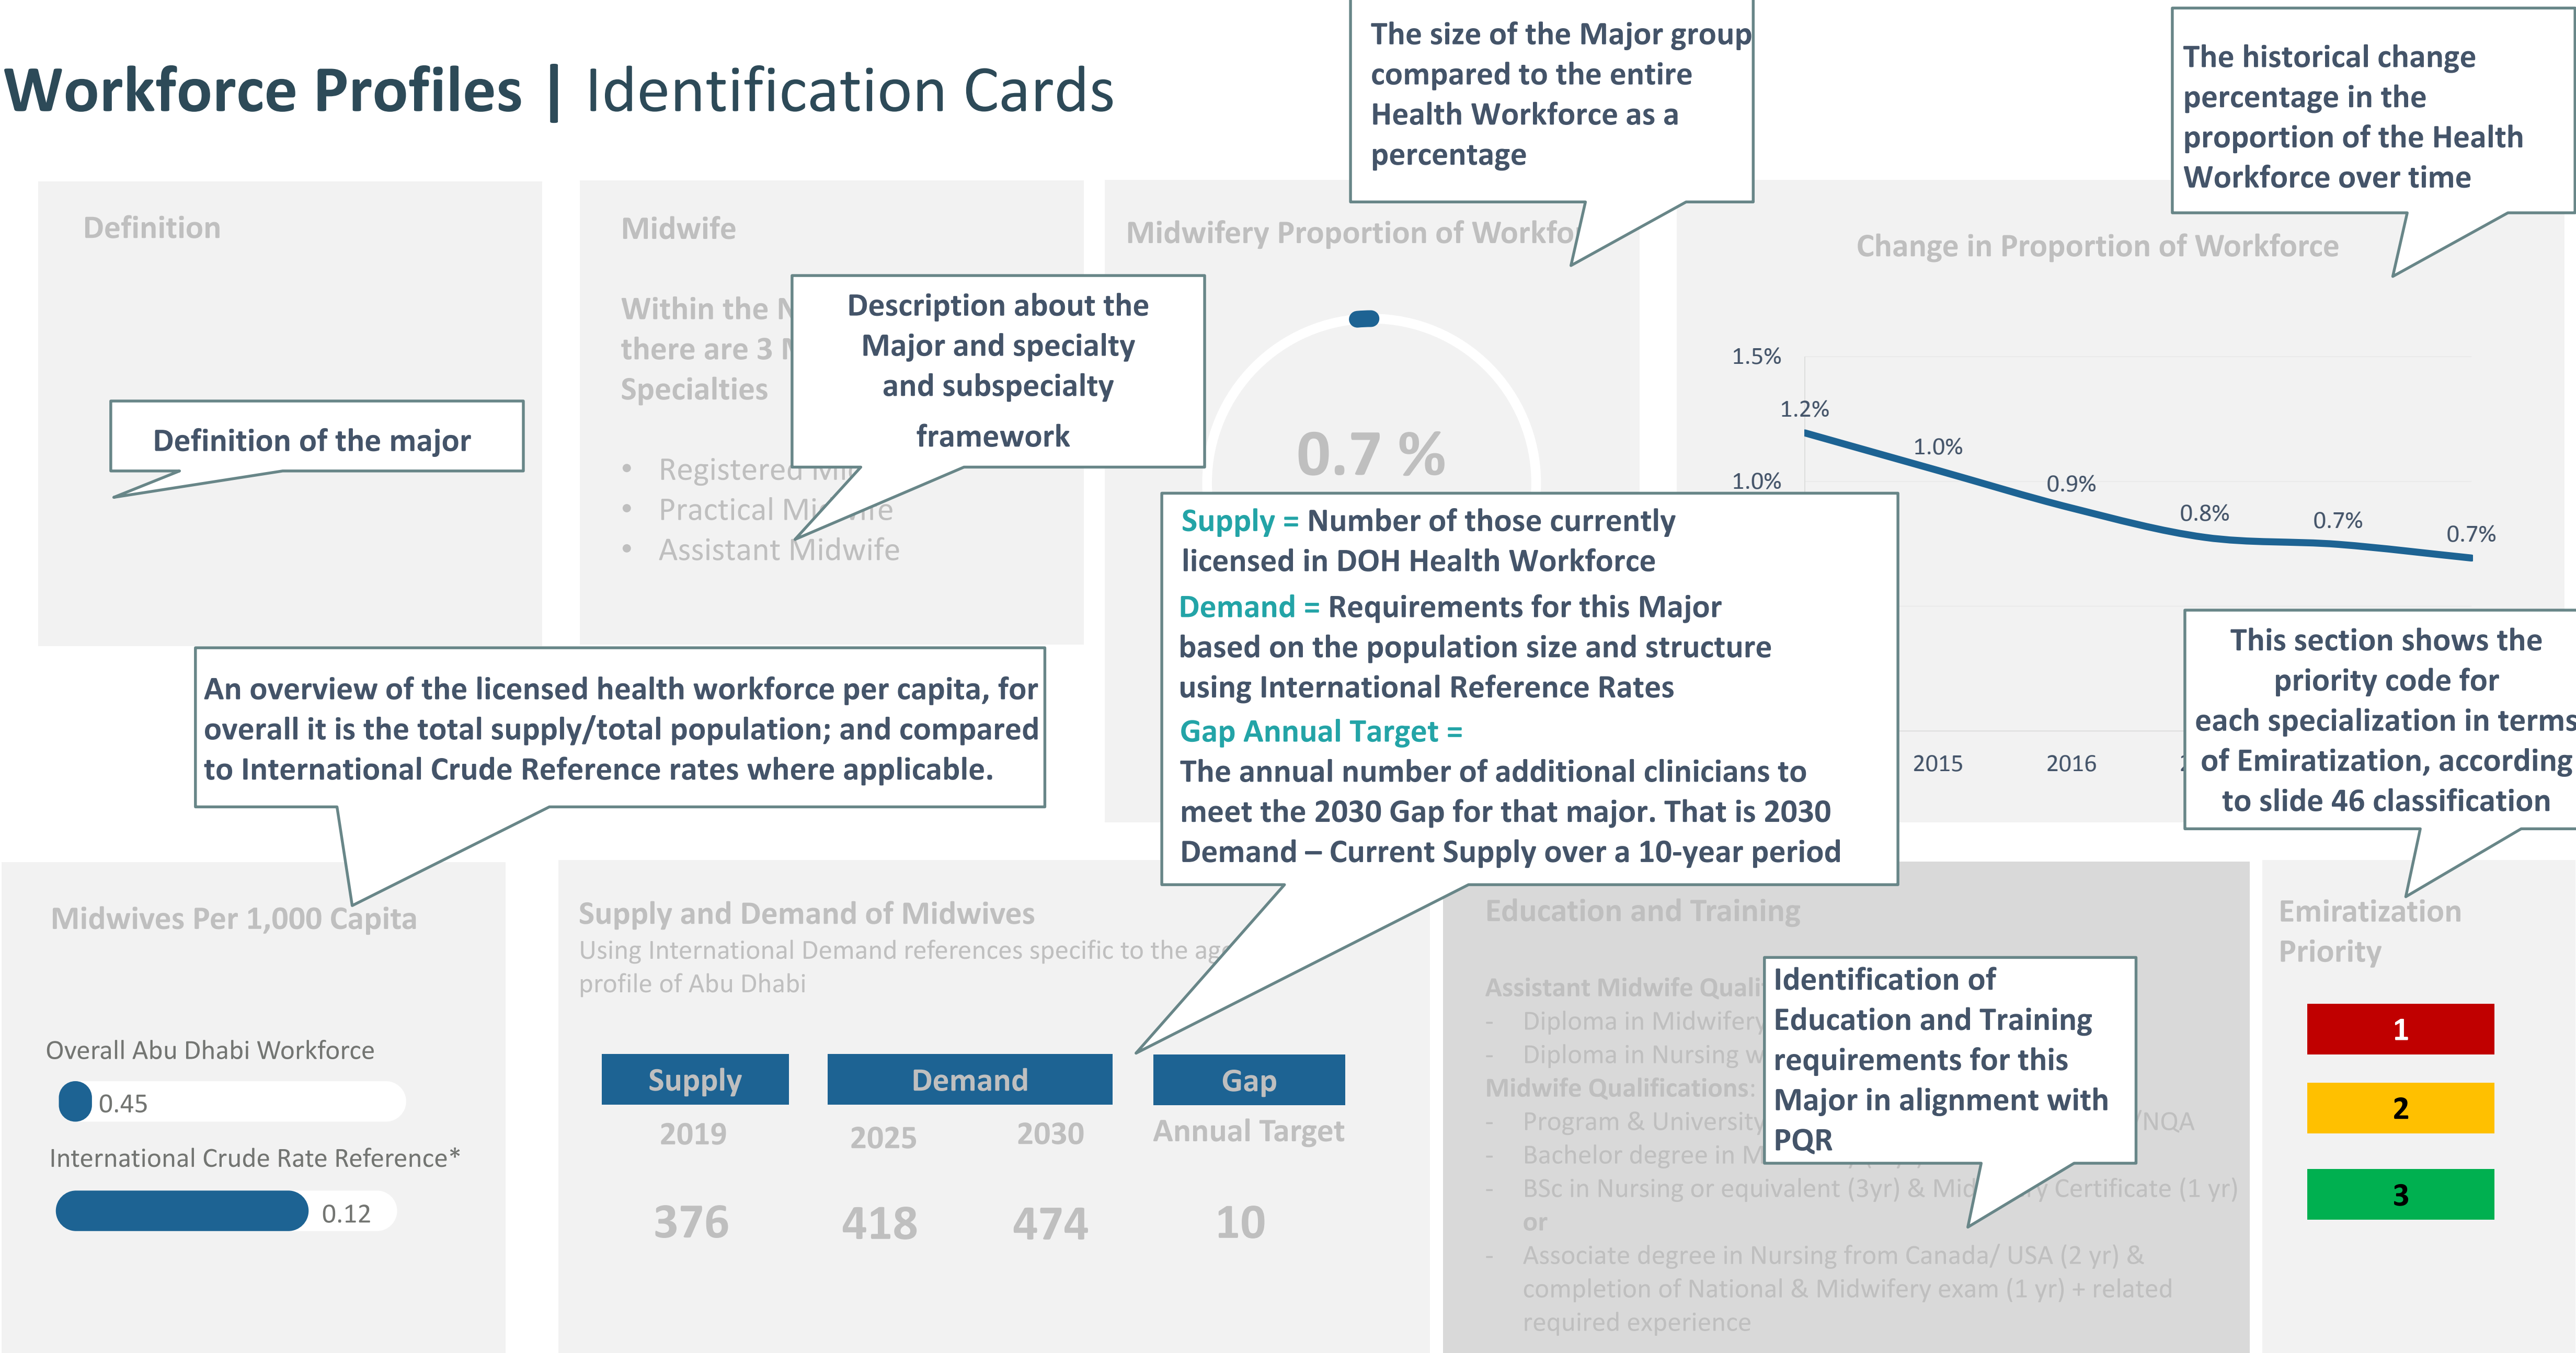 Workforce Profiles | Identification Cards
The size of the Major group
compared to the entire
Health Workforce as a
percentage
The historical change
percentage in the
proportion of the Health
Workforce over time
Definition
Definition of the major
Midwife
Within the
there are 3
Specialties
• Registered
• Practical
• Assistant Midwife
Description about the
Major and specialty
and subspecialty
framework
Midwifery Proportion of
0.7 %
Change in Proportion of Workforce
1.5%
1.2%
1.0%
1.0%
0.9%
0.8%
0.7%
0.7%
2015
2016
Supply = Number of those currently
licensed in DOH Health Workforce
Demand = Requirements for this Major
based on the population size and structure
using International Reference Rates
Gap Annual Target =
The annual number of additional clinicians to
meet the 2030 Gap for that major. That is 2030
Demand – Current Supply over a 10-year period
An overview of the licensed health workforce per capita, for
overall it is the total supply/total population; and compared
to International Crude Reference rates where applicable.
This section shows the
priority code for
each specialization in terms
of Emiratization, according
to slide 46 classification
Midwives Per 1,000 Capita
Overall Abu Dhabi Workforce
0.45
International Crude Rate Reference*
0.12
Supply and Demand of Midwives
Using International Demand references specific to the age
profile of Abu Dhabi
Supply
Demand
Gap
2019
2025
2030
Annual Target
376
418
474
10
Education and Training
Assistant Midwife
- Diploma in Midwifery
- Diploma in Nursing
Midwife Qualifications:
- Program & University /NQA
- Bachelor degree in
- BSc in Nursing or equivalent (3yr) & Certificate (1 yr)
or
- Associate degree in Nursing from Canada/ USA (2 yr) &
completion of National & Midwifery exam (1 yr) + related
required experience
Identification of
Education and Training
requirements for this
Major in alignment with
PQR
Emiratization
Priority
1
2
3